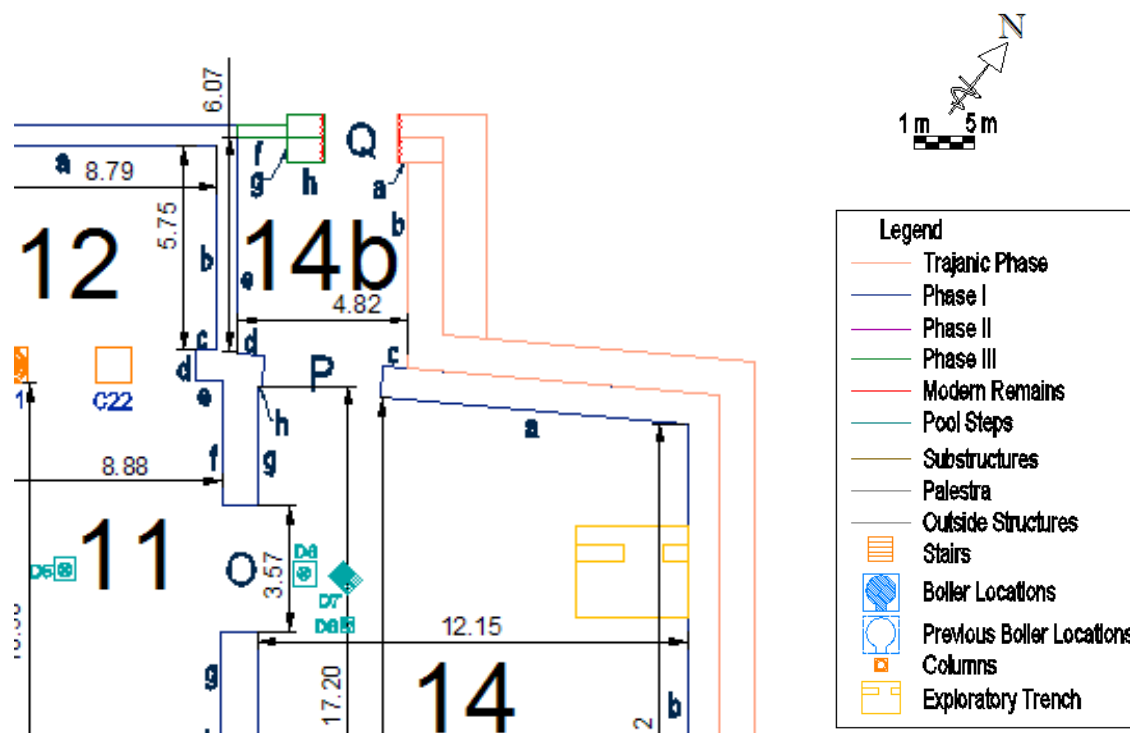 N
1 m 5 m
6.07
Q
a
8.79
f
g
h
a
b
5.75
12
b
14b
e
4.82
c
d
d
P
c
1
C22
e
h
a
f
g
8.88
11
O
3.57
D5
D6
D7
D8
12.15
g
17.20
14
2
b
Legend
Trajanic Phase
Phase I
Phase II
Phase III
Modern Remains
Pool Steps
Substructures
Palestra
Outside Structures
Stairs
Boiler Locations
Previous Boiler Locations
Columns
Exploratory Trench